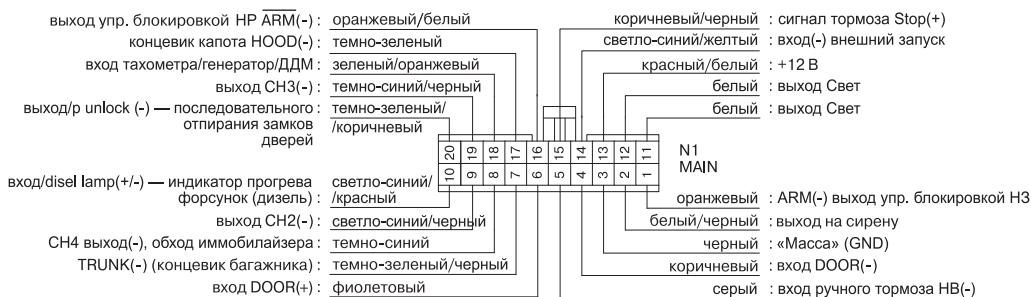 выход упр. блокировкой HP ARM(-) : оранжевый/белый
концевик капота HOOD(-) : темно-зеленый
вход тахометра/генератор/ДДМ : зеленый/оранжевый
выход CH3(-) : темно-синий/черный
выход/p unlock (-) — последовательного : темно-зеленый/
отпирания замков /коричневый
дверей
коричневый/черный : сигнал тормоза Stop(+)
светло-синий/желтый : вход(-) внешний запуск
красный/белый : +12 В
белый : выход Свет
белый : выход Свет
20 19 18 17 16 15 14 13 12 11
10 9 8 7 6 5 4 3 2 1
N1
MAIN
вход/disel lamp(+/-) — индикатор прогрева светло-синий/
форсунок (дизель) : /красный
выход CH2(-) : светло-синий/черный
CH4 выход(-), обход иммобилайзера : темно-синий
TRUNK(-) (концевик багажника) : темно-зеленый/черный
вход DOOR(+) : фиолетовый
оранжевый : ARM(-) выход упр. блокировкой НЗ
белый/черный : выход на сирену
черный : «Масса» (GND)
коричневый : вход DOOR(-)
серый : вход ручного тормоза HB(-)